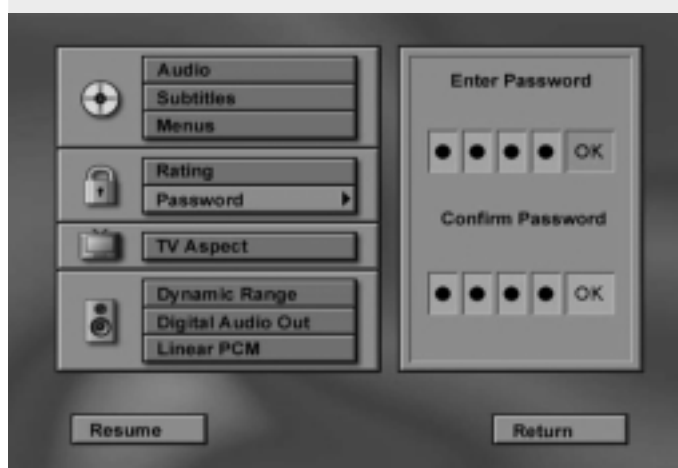 Audio
Subtitles
Menus
Rating
Password
TV Aspect
Dynamic Range
Digital Audio Out
Linear PCM
Enter Password
OK
Confirm Password
OK
Resume
Return